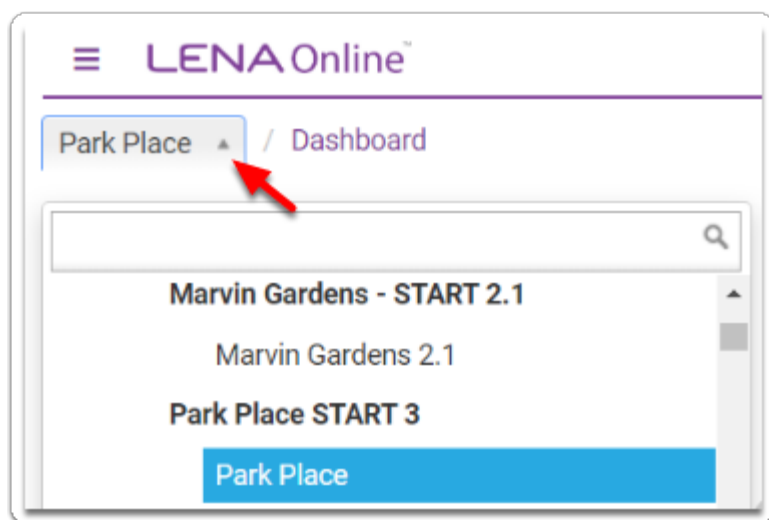 LENA Online™
Park Place / Dashboard
Marvin Gardens - START 2.1
Marvin Gardens 2.1
Park Place START 3
Park Place